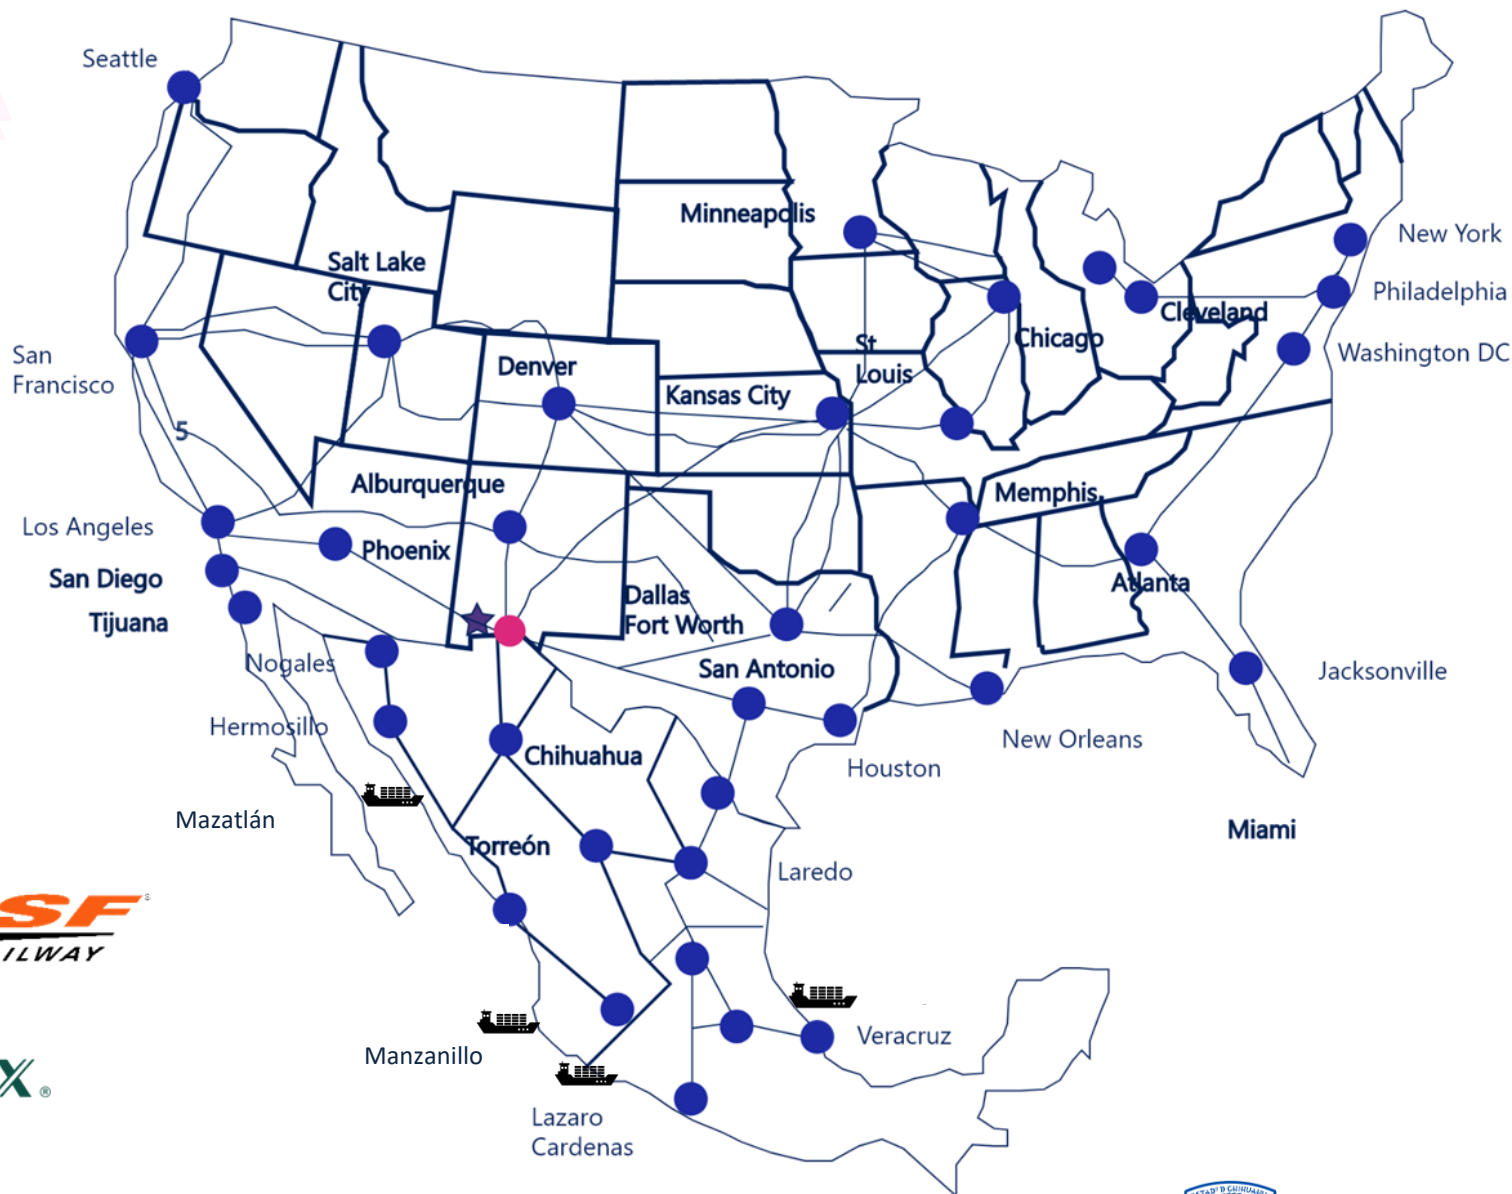 Seattle
Minneapolis
New York
Salt Lake
City
Philadelphia
Cleveland
San
Francisco
Denver
St
Louis
Chicago
Washington DC
Kansas City
5
Alburquerque
Memphis
Los Angeles
Phoenix
San Diego
Tijuana
Dallas
Fort Worth
Atlanta
Nogales
San Antonio
Jacksonville
Hermosillo
Chihuahua
New Orleans
Houston
Mazatlán
Torreón
Miami
Laredo
SF
ILWAY
Manzanillo
Veracruz
X®
Lazaro
Cardenas